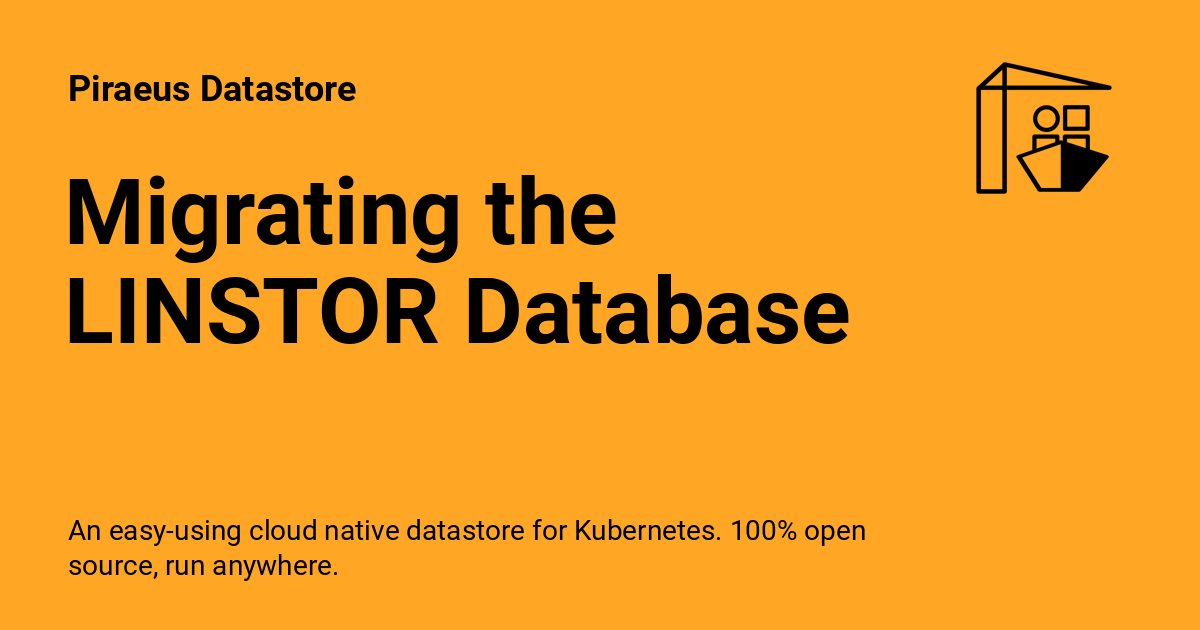 Piraeus Datastore
Migrating the
LINSTOR Database
An easy-using cloud native datastore for Kubernetes. 100% open
source, run anywhere.